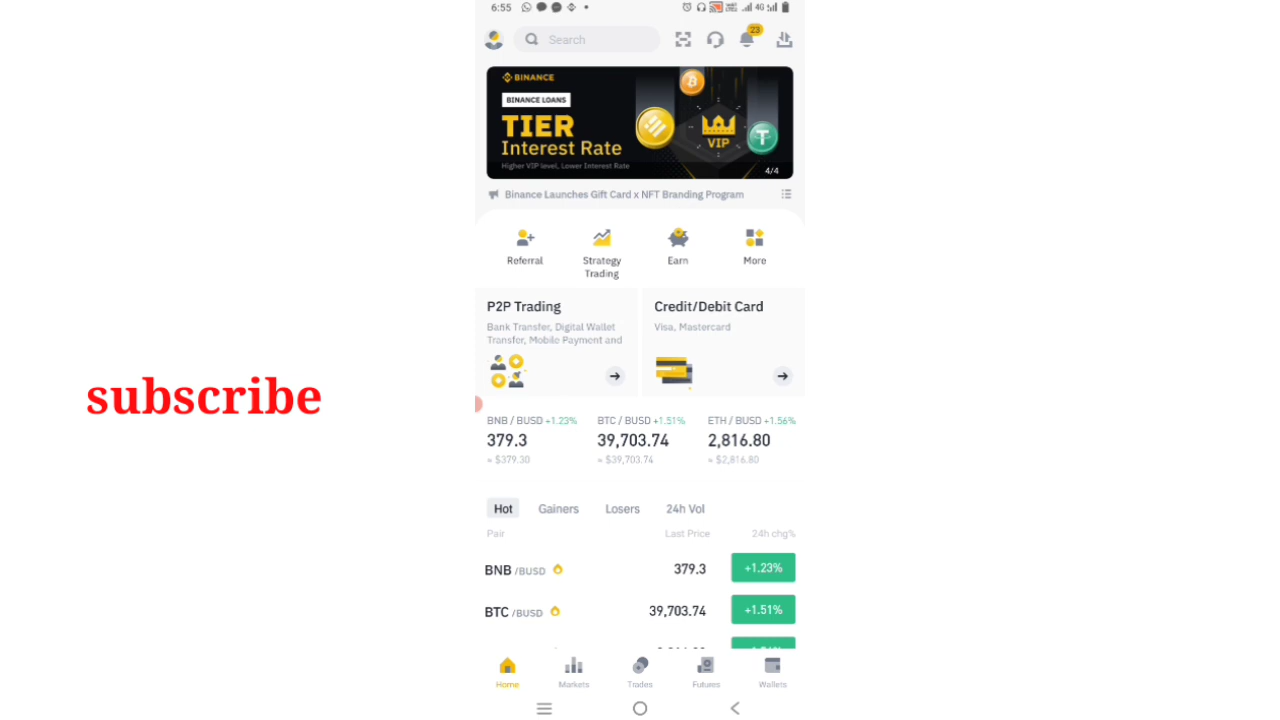 6:55
4G
Search
23
BINANCE
BINANCE LOANS
TIER
Interest Rate
Higher VIP level, Lower Interest Rate
VIP
4/4
Binance Launches Gift Card x NFT Branding Program
Referral
Strategy
Trading
Earn
More
P2P Trading
Bank Transfer, Digital Wallet
Transfer, Mobile Payment and
Credit/Debit Card
Visa, Mastercard
subscribe
BNB / BUSD +1.23%
379.3
≈ $379.30
BTC / BUSD +1.51%
39,703.74
≈ $39,703.74
ETH / BUSD +1.56%
2,816.80
≈ $2,816.80
Hot Gainers Losers 24h Vol
Pair Last Price 24h chg%
BNB /BUSD 379.3 +1.23%
BTC /BUSD 39,703.74 +1.51%
Home Markets Trades Futures Wallets